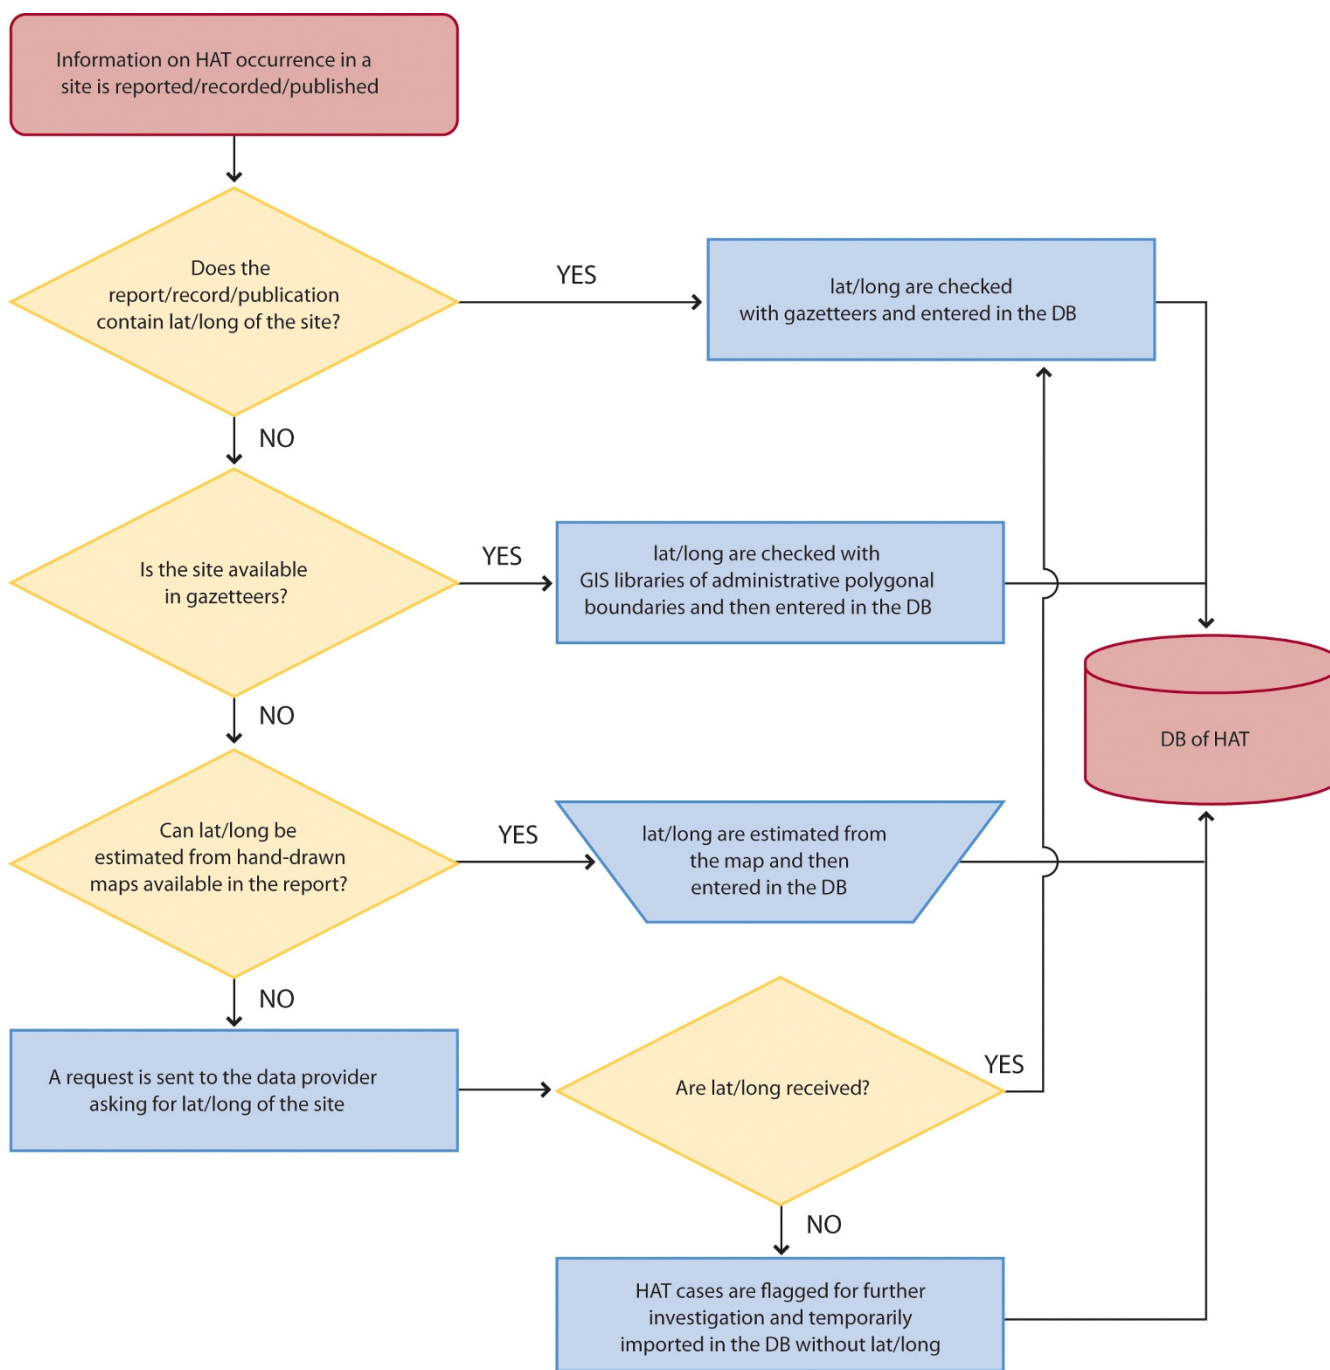 Information on HAT occurrence in a
site is reported/recorded/published
Does the
report/record/publication
contain lat/long of the site?
YES
lat/long are checked
with gazetteers and entered in the DB
NO
Is the site available
in gazetteers?
YES
lat/long are checked with
GIS libraries of administrative polygonal
boundaries and then entered in the DB
NO
DB of HAT
Can lat/long be
estimated from hand-drawn
maps available in the report?
YES
lat/long are estimated from
the map and then
entered in the DB
NO
A request is sent to the data provider
asking for lat/long of the site
Are lat/long received?
YES
NO
HAT cases are flagged for further
investigation and temporarily
imported in the DB without lat/long